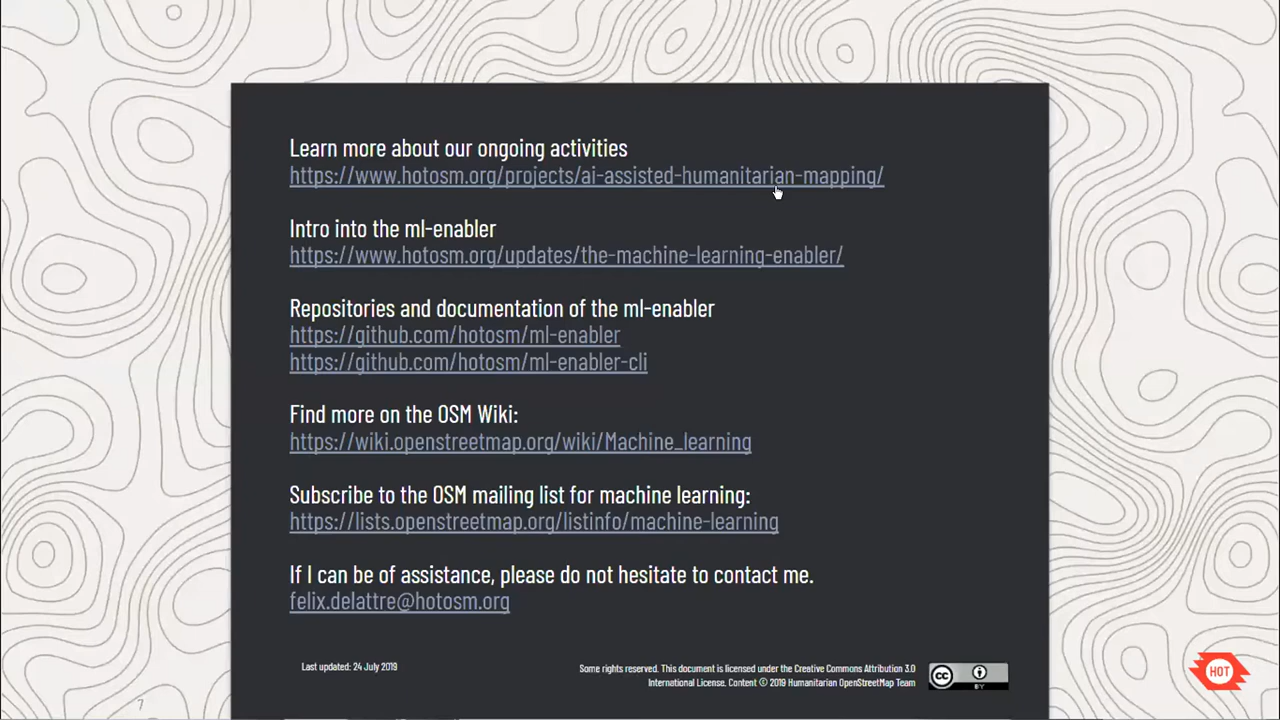 Learn more about our ongoing activities
https://www.hotosm.org/projects/ai-assisted-humanitarian-mapping/
Intro into the ml-enabler
https://www.hotosm.org/updates/the-machine-learning-enabler/
Repositories and documentation of the ml-enabler
https://github.com/hotosm/ml-enabler
https://github.com/hotosm/ml-enabler-cli
Find more on the OSM Wiki:
https://wiki.openstreetmap.org/wiki/Machine_learning
Subscribe to the OSM mailing list for machine learning:
https://lists.openstreetmap.org/listinfo/machine-learning
If I can be of assistance, please do not hesitate to contact me.
felix.delattre@hotosm.org
Last updated: 24 July 2019
Some rights reserved. This document is licensed under the Creative Commons Attribution 3.0
International License. Content © 2019 Humanitarian OpenStreetMap Team
cc
BY
HOT
7